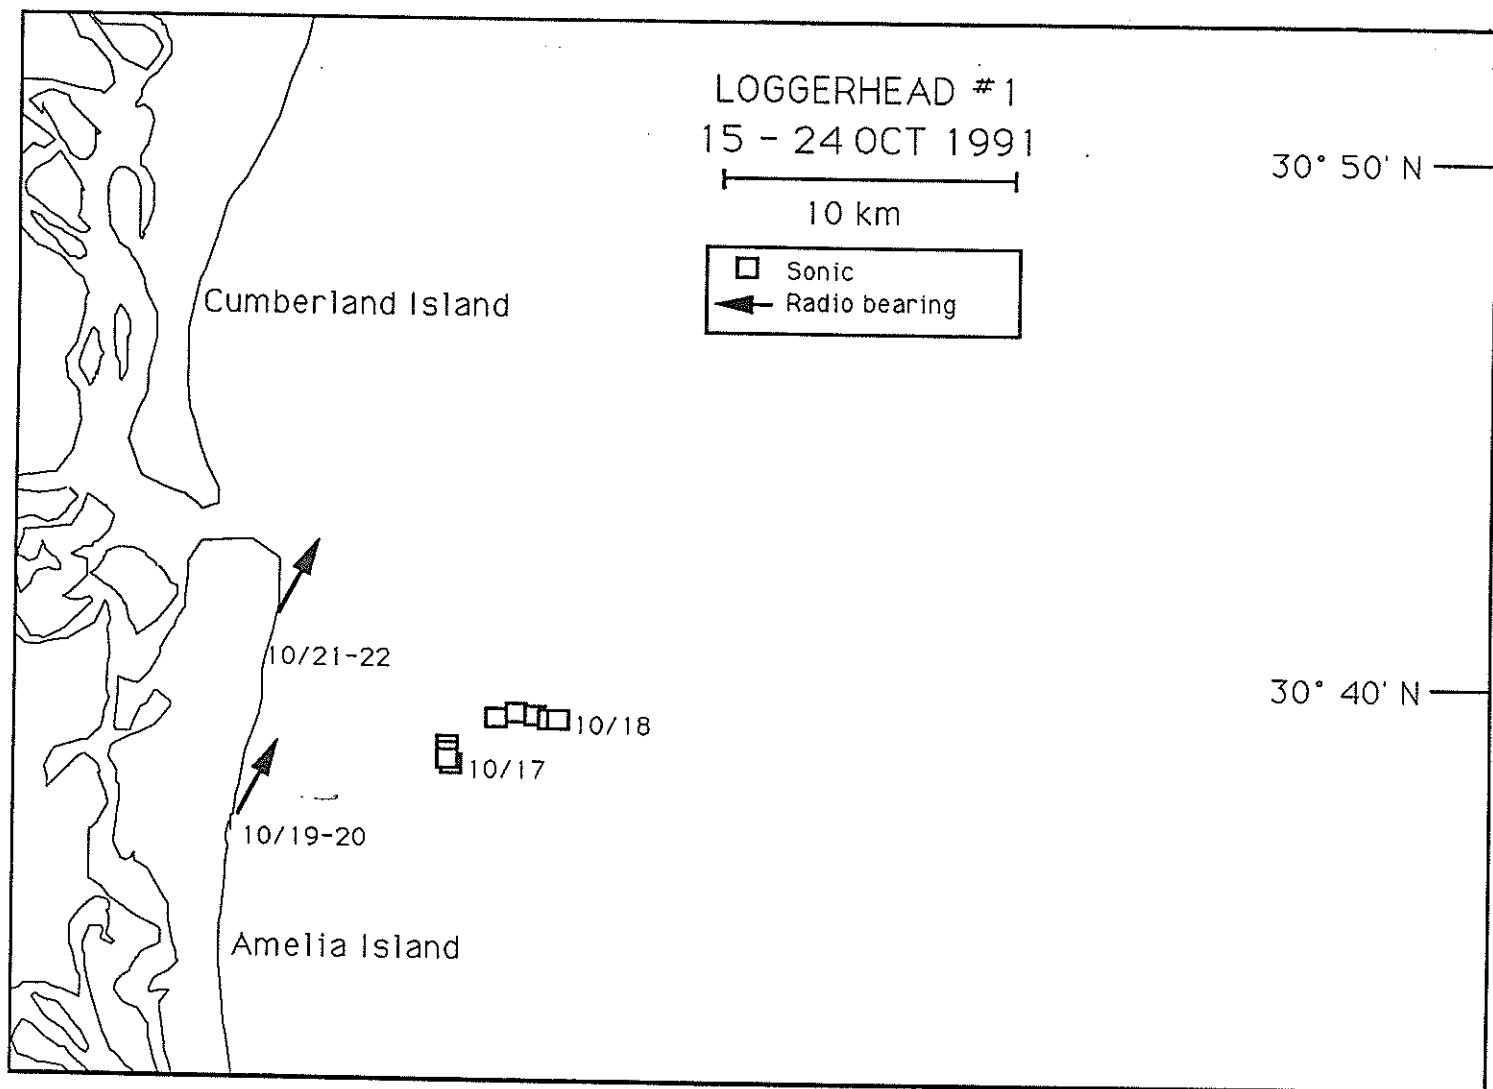 LOGGERHEAD #1
15 - 24 OCT 1991
30° 50' N
10 km
Sonic
Radio bearing
Cumberland Island
10/21-22
30° 40' N
10/18
10/17
10/19-20
Amelia Island